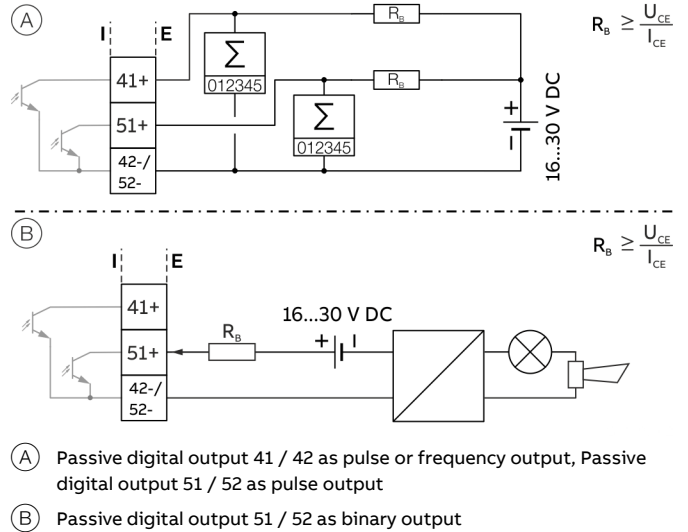 A
I E
R_B
R_B ≥ U_CE / I_CE
Σ
012345
41+
R_B
Σ
012345
51+
42-/
52-
+
–
16...30 V DC
B
I E
R_B ≥ U_CE / I_CE
41+
16...30 V DC
R_B
+ –
51+
42-/
52-
A Passive digital output 41 / 42 as pulse or frequency output, Passive
digital output 51 / 52 as pulse output
B Passive digital output 51 / 52 as binary output